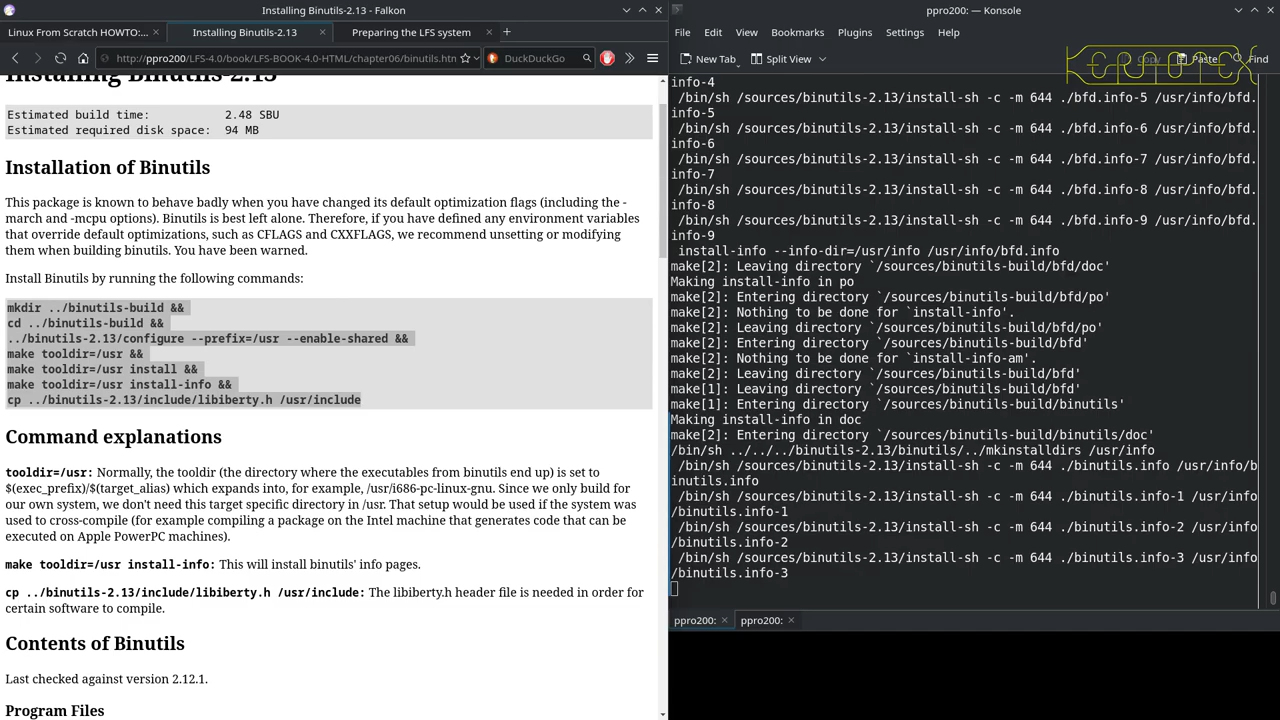 Installing Binutils-2.13 - Falkon
Linux From Scratch HOWTO:...
Installing Binutils-2.13
Preparing the LFS system
http://ppro200/LFS-4.0/book/LFS-BOOK-4.0-HTML/chapter06/binutils.htn
DuckDuckGo
Installing Binutils-2.13
Estimated build time: 2.48 SBU
Estimated required disk space: 94 MB
Installation of Binutils
This package is known to behave badly when you have changed its default optimization flags (including the -
march and -mcpu options). Binutils is best left alone. Therefore, if you have defined any environment variables
that override default optimizations, such as CFLAGS and CXXFLAGS, we recommend unsetting or modifying
them when building binutils. You have been warned.
Install Binutils by running the following commands:
mkdir ../binutils-build &&
cd ../binutils-build &&
../binutils-2.13/configure --prefix=/usr --enable-shared &&
make tooldir=/usr &&
make tooldir=/usr install &&
make tooldir=/usr install-info &&
cp ../binutils-2.13/include/libiberty.h /usr/include
Command explanations
tooldir=/usr: Normally, the tooldir (the directory where the executables from binutils end up) is set to
$(exec_prefix)/$(target_alias) which expands into, for example, /usr/i686-pc-linux-gnu. Since we only build for
our own system, we don't need this target specific directory in /usr. That setup would be used if the system was
used to cross-compile (for example compiling a package on the Intel machine that generates code that can be
executed on Apple PowerPC machines).
make tooldir=/usr install-info: This will install binutils' info pages.
cp ../binutils-2.13/include/libiberty.h /usr/include: The libiberty.h header file is needed in order for
certain software to compile.
Contents of Binutils
Last checked against version 2.12.1.
Program Files
ppro200: — Konsole
File Edit View Bookmarks Plugins Settings Help
New Tab Split View Copy Paste Find
info-4
/bin/sh /sources/binutils-2.13/install-sh -c -m 644 ./bfd.info-5 /usr/info/bfd.
info-5
/bin/sh /sources/binutils-2.13/install-sh -c -m 644 ./bfd.info-6 /usr/info/bfd.
info-6
/bin/sh /sources/binutils-2.13/install-sh -c -m 644 ./bfd.info-7 /usr/info/bfd.
info-7
/bin/sh /sources/binutils-2.13/install-sh -c -m 644 ./bfd.info-8 /usr/info/bfd.
info-8
/bin/sh /sources/binutils-2.13/install-sh -c -m 644 ./bfd.info-9 /usr/info/bfd.
info-9
install-info --info-dir=/usr/info /usr/info/bfd.info
make[2]: Leaving directory `/sources/binutils-build/bfd/doc'
Making install-info in po
make[2]: Entering directory `/sources/binutils-build/bfd/po'
make[2]: Nothing to be done for `install-info'.
make[2]: Leaving directory `/sources/binutils-build/bfd/po'
make[2]: Entering directory `/sources/binutils-build/bfd'
make[2]: Nothing to be done for `install-info-am'.
make[2]: Leaving directory `/sources/binutils-build/bfd'
make[1]: Leaving directory `/sources/binutils-build/bfd'
make[1]: Entering directory `/sources/binutils-build/binutils'
Making install-info in doc
make[2]: Entering directory `/sources/binutils-build/binutils/doc'
/bin/sh ../../../binutils-2.13/binutils/../mkinstalldirs /usr/info
/bin/sh /sources/binutils-2.13/install-sh -c -m 644 ./binutils.info /usr/info/b
inutils.info
/bin/sh /sources/binutils-2.13/install-sh -c -m 644 ./binutils.info-1 /usr/info
/binutils.info-1
/bin/sh /sources/binutils-2.13/install-sh -c -m 644 ./binutils.info-2 /usr/info
/binutils.info-2
/bin/sh /sources/binutils-2.13/install-sh -c -m 644 ./binutils.info-3 /usr/info
/binutils.info-3
ppro200: ppro200: